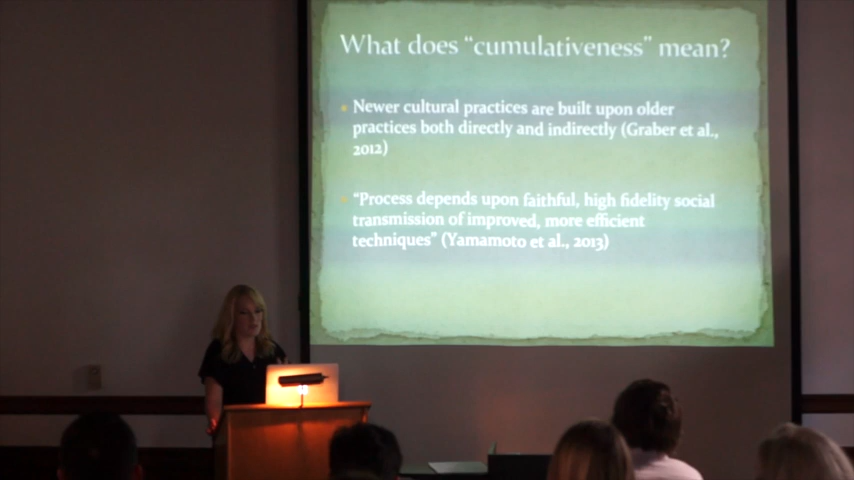 What does “cumulativeness” mean?
Newer cultural practices are built upon older
practices both directly and indirectly (Graber et al.,
2012)
“Process depends upon faithful, high fidelity social
transmission of improved, more efficient
techniques” (Yamamoto et al., 2013)